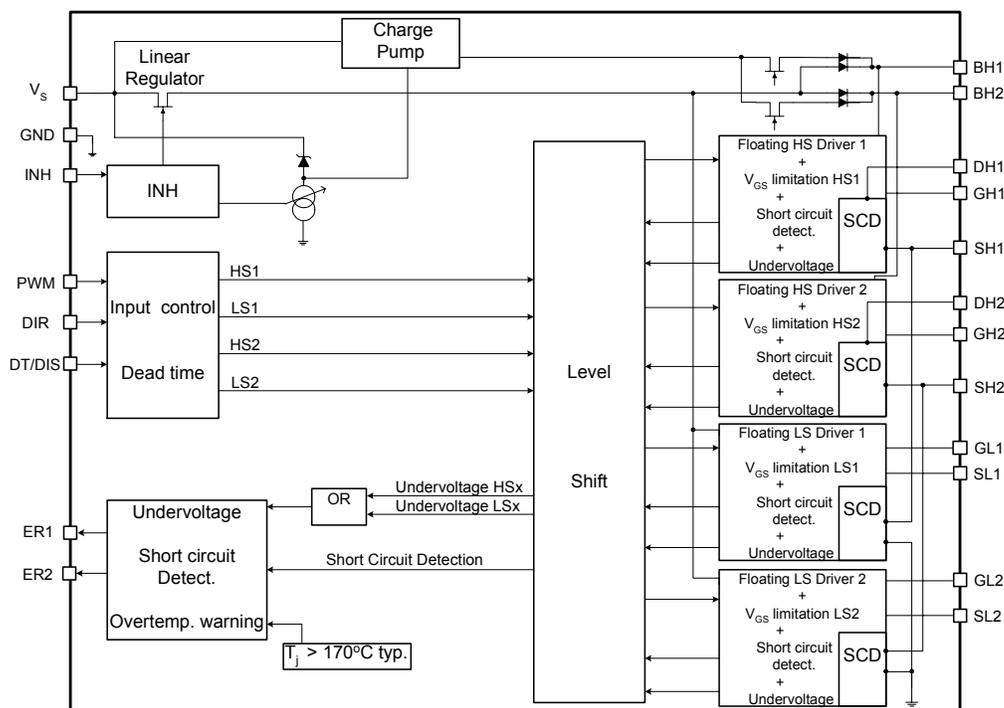 Charge
Pump
Linear
Regulator
VS
GND
INH
INH
BH1
BH2
DH1
GH1
SH1
DH2
GH2
SH2
GL1
SL1
GL2
SL2
Floating HS Driver 1
+
VGS limitation HS1
+
Short circuit
detect.
+
Undervoltage
SCD
Floating HS Driver 2
+
VGS limitation HS2
+
Short circuit
detect.
+
Undervoltage
SCD
Floating LS Driver 1
+
VGS limitation LS1
+
Short circuit
detect.
+
Undervoltage
SCD
Floating LS Driver 2
+
VGS limitation LS2
+
Short circuit
detect.
+
Undervoltage
SCD
PWM
DIR
DT/DIS
Input control
Dead time
HS1
LS1
HS2
LS2
Level
Shift
Undervoltage HSx
Undervoltage LSx
OR
Short Circuit Detection
ER1
ER2
Undervoltage
Short circuit
Detect.
Overtemp. warning
Tj > 170°C typ.